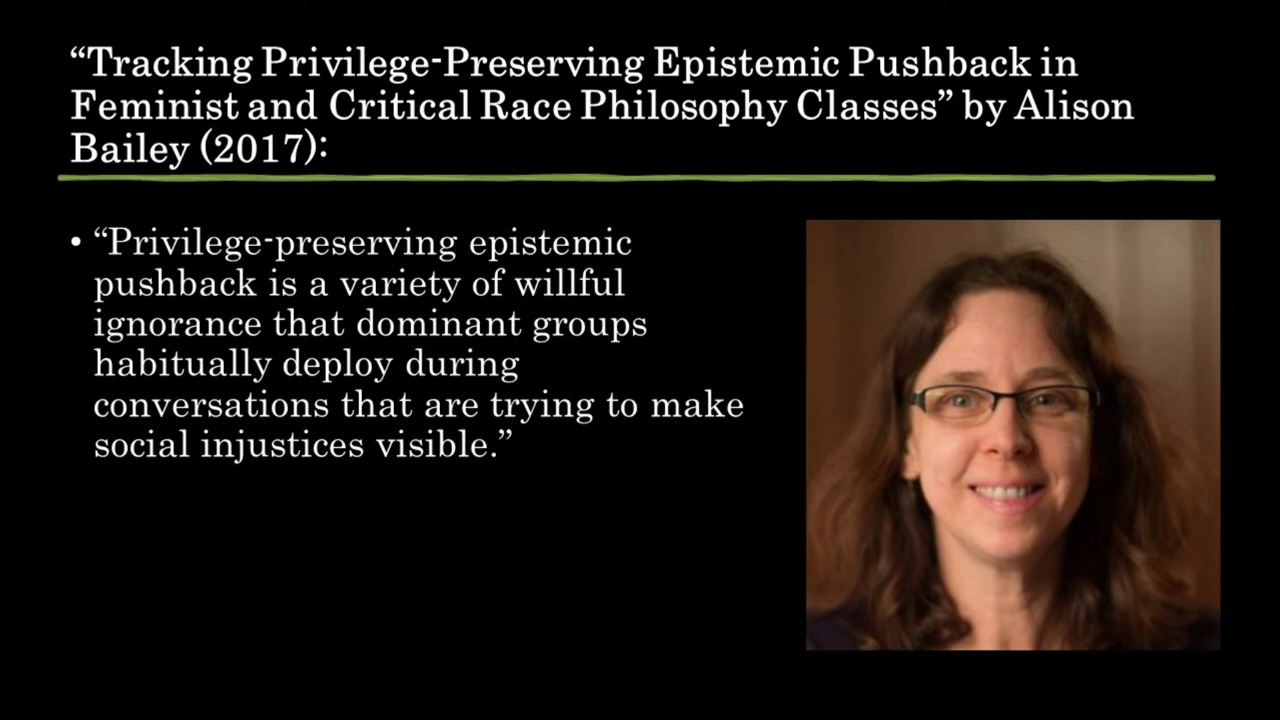 “Tracking Privilege-Preserving Epistemic Pushback in
Feminist and Critical Race Philosophy Classes” by Alison
Bailey (2017):
• “Privilege-preserving epistemic
pushback is a variety of willful
ignorance that dominant groups
habitually deploy during
conversations that are trying to make
social injustices visible.”